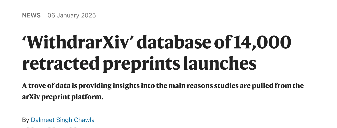 NEWS 06 January 2025
‘WithdrarXiv’ database of 14,000
retracted preprints launches
A trove of data is providing insights into the main reasons studies are pulled from the
arXiv preprint platform.
By Dalmeet Singh Chawla